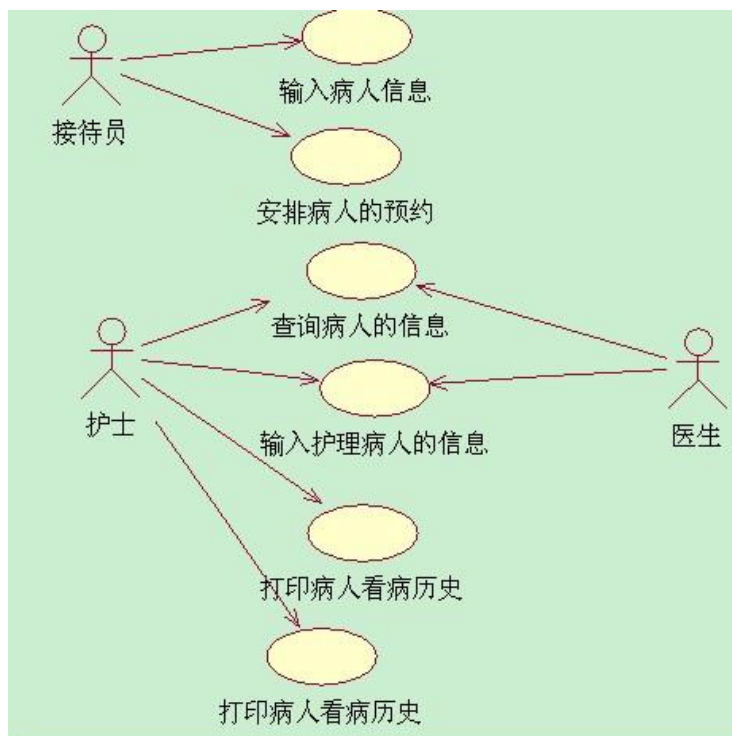 输入病人信息
接待员
安排病人的预约
查询病人的信息
护士
医生
输入护理病人的信息
打印病人看病历史
打印病人看病历史